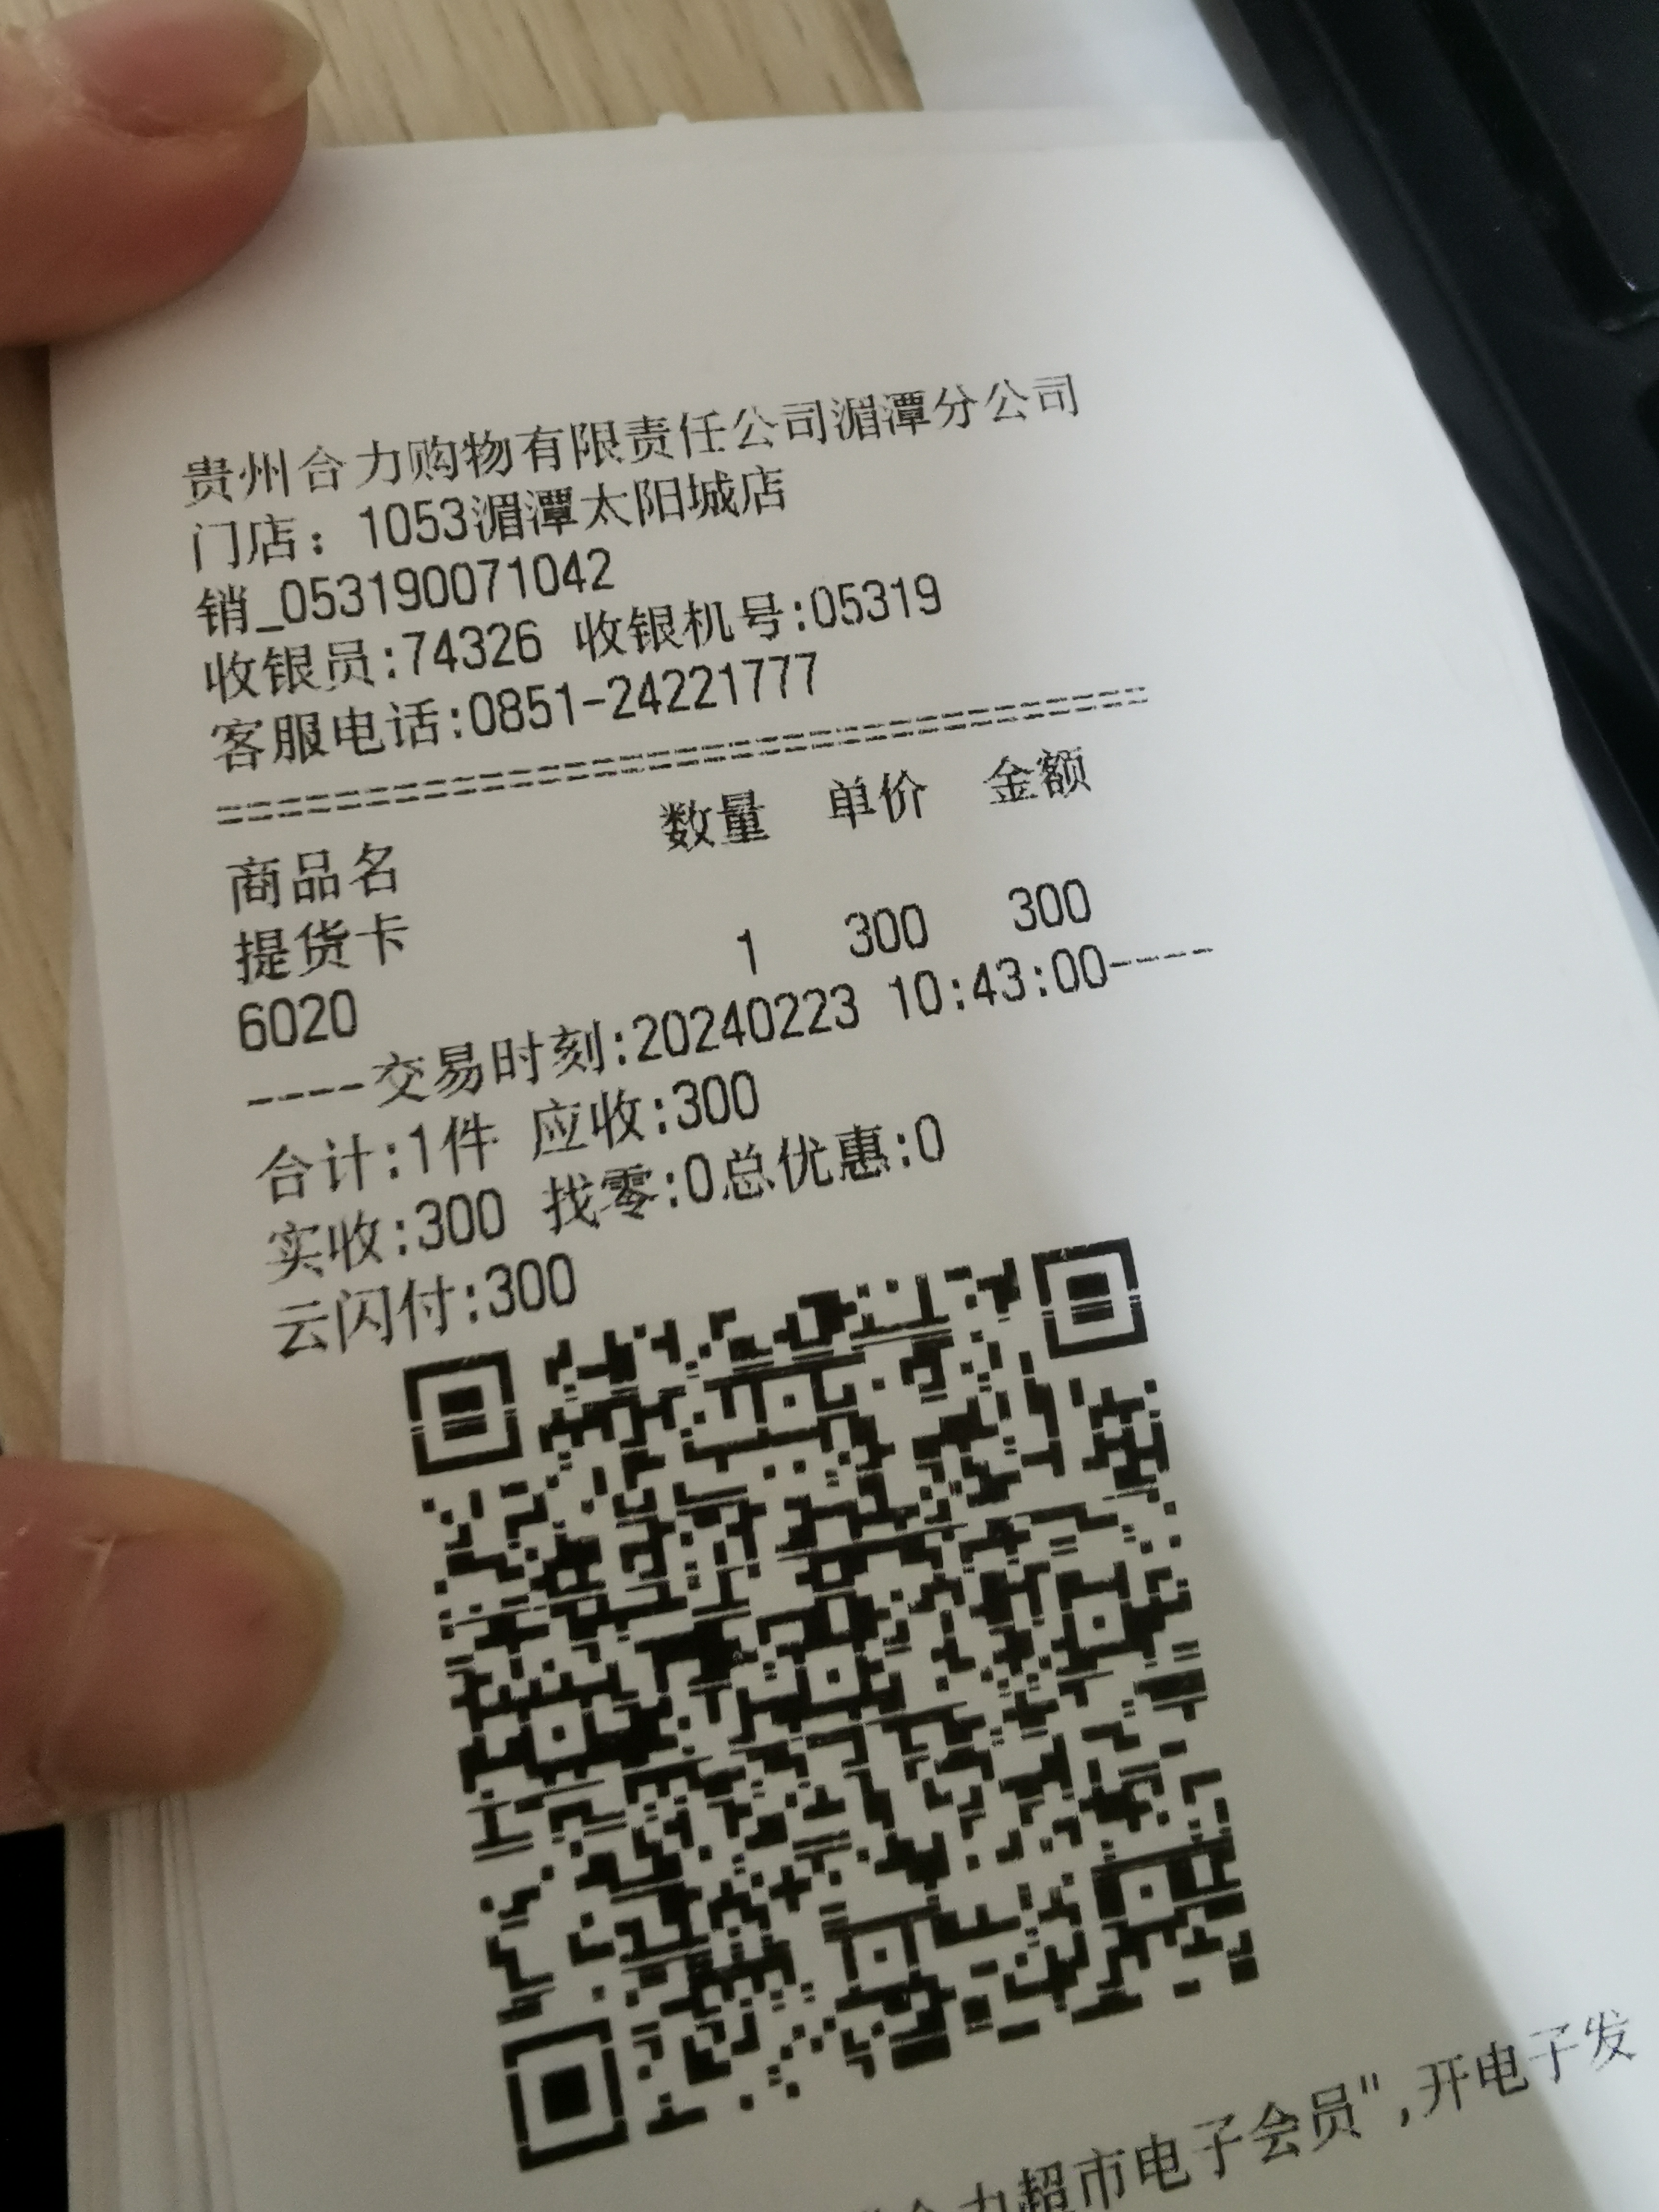 贵州合力购物有限责任公司湄潭分公司
门店：1053湄潭太阳城店
销_053190071042
收银员:74326 收银机号:05319
客服电话:0851-24221777
商品名 数量 单价 金额
提货卡 1 300 300
6020
----交易时刻:20240223 10:43:00----
合计:1件 应收:300
实收:300 找零:0总优惠:0
云闪付:300
合力超市电子会员",开电子发